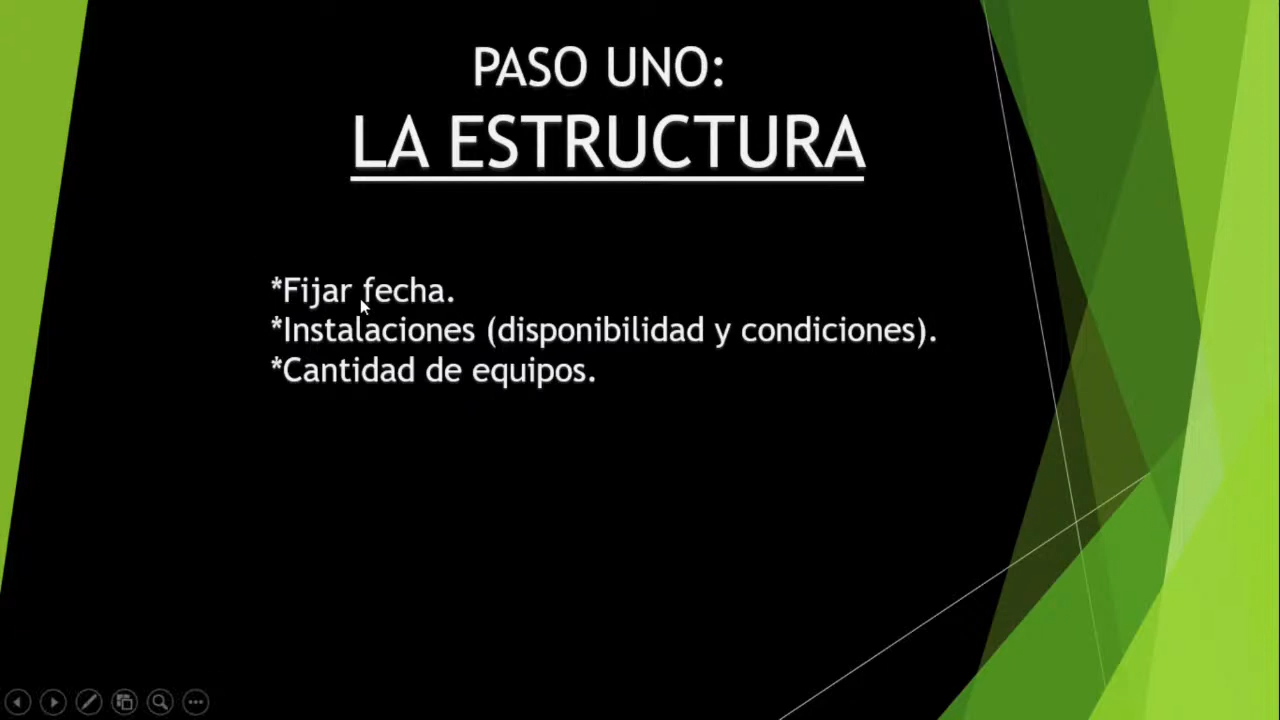 PASO UNO:
LA ESTRUCTURA
*Fijar fecha.
*Instalaciones (disponibilidad y condiciones).
*Cantidad de equipos.